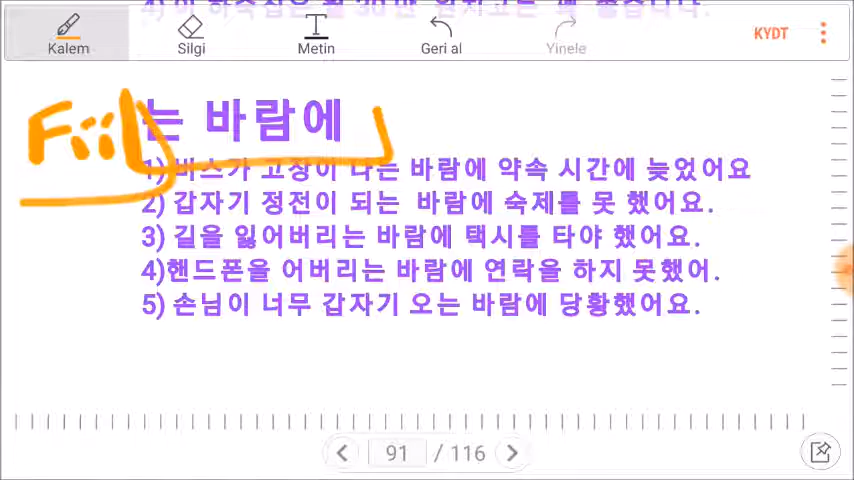 Kalem
Silgi
Metin
Geri al
Yinele
KYDT
Fiil
는 바람에
1) 버스가 고장이 나는 바람에 약속 시간에 늦었어요
2) 갑자기 정전이 되는 바람에 숙제를 못 했어요.
3) 길을 잃어버리는 바람에 택시를 타야 했어요.
4)핸드폰을 어버리는 바람에 연락을 하지 못했어.
5) 손님이 너무 갑자기 오는 바람에 당황했어요.
91 / 116